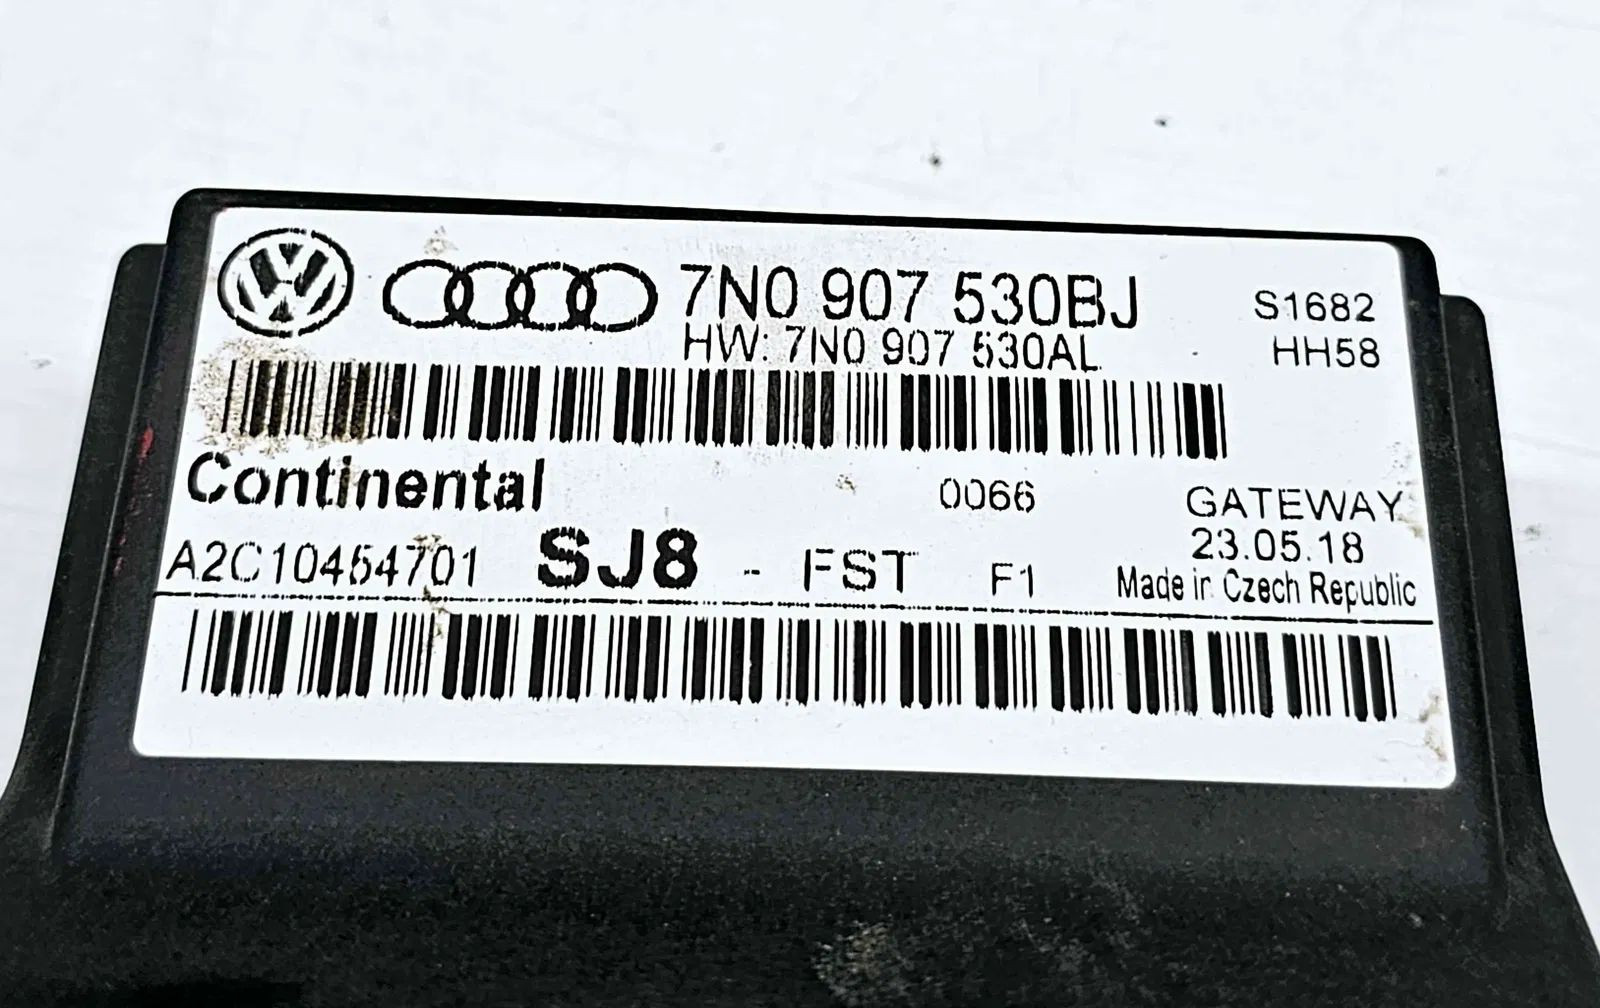 7N0 907 530BJ S1682
HW: 7N0 907 530AL HH58
Continental 0066 GATEWAY
23.05.18
A2C10454701 SJ8 - FST F1 Made in Czech Republic